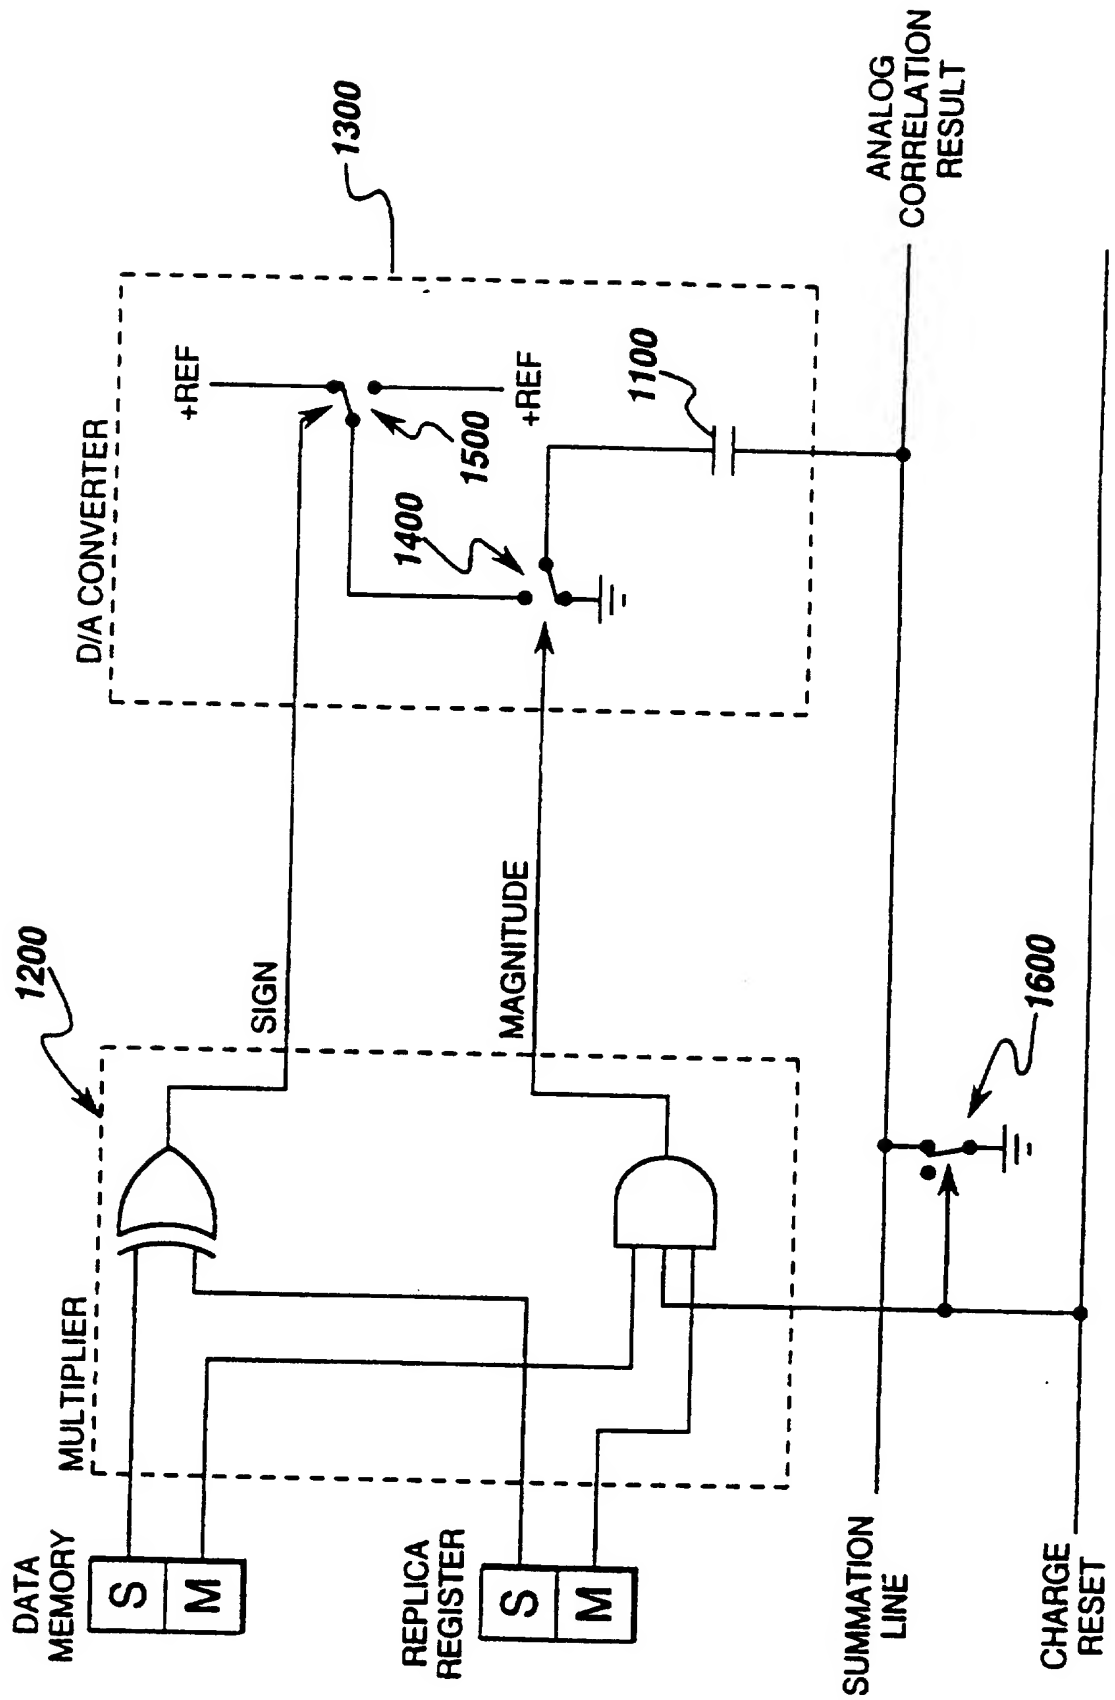 DATA
MEMORY
S
M
REPLICA
REGISTER
S
M
SUMMATION
LINE
CHARGE
RESET
MULTIPLIER
1200
SIGN
MAGNITUDE
1600
D/A CONVERTER
+REF
1500
+REF
1400
1100
1300
ANALOG
CORRELATION
RESULT